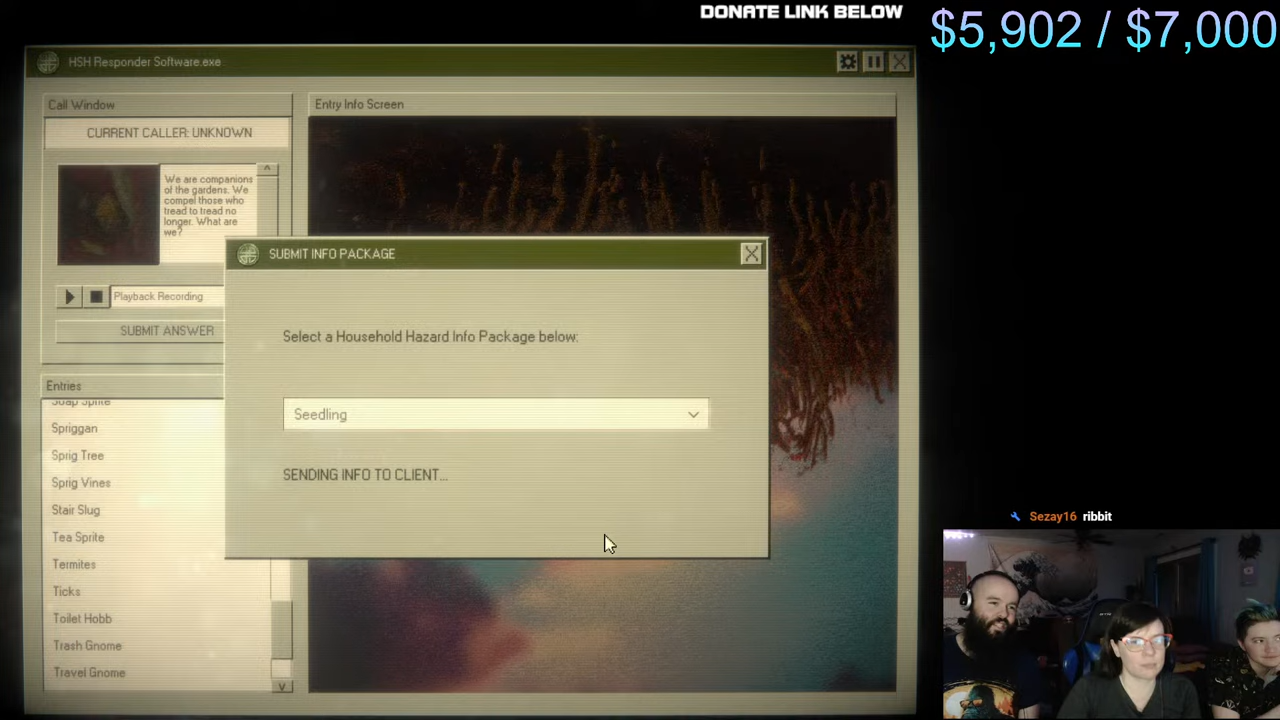 DONATE LINK BELOW
$5,902 / $7,000
HSH Responder Software.exe
Call Window
CURRENT CALLER: UNKNOWN
We are companions
of the gardens. We
compel those who
tread to tread no
longer. What are
we?
Playback Recording
SUBMIT ANSWER
Entry Info Screen
SUBMIT INFO PACKAGE
Select a Household Hazard Info Package below:
Seedling
SENDING INFO TO CLIENT...
Entries
Soap Sprite
Spriggan
Sprig Tree
Sprig Vines
Stair Slug
Tea Sprite
Termites
Ticks
Toilet Hobb
Trash Gnome
Travel Gnome
Sezay16 ribbit